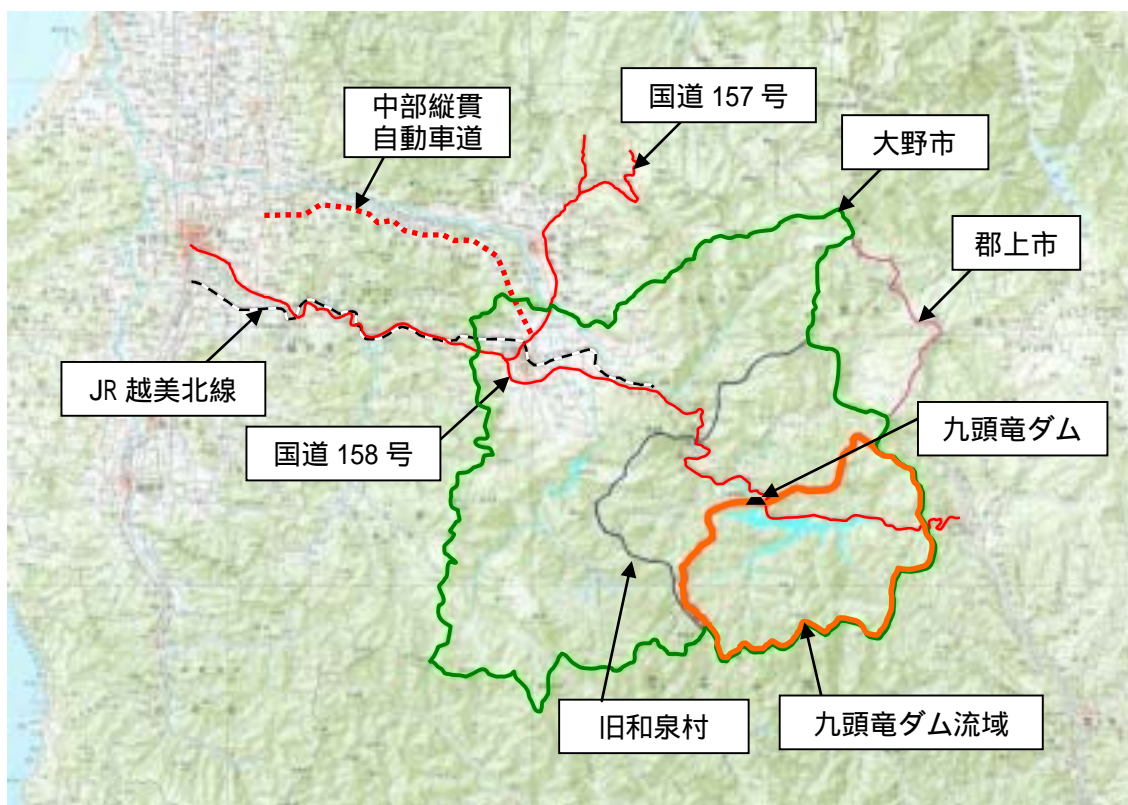 国道 157 号
中部縦貫
自動車道
大野市
郡上市
JR 越美北線
九頭竜ダム
国道 158 号
旧和泉村
九頭竜ダム流域